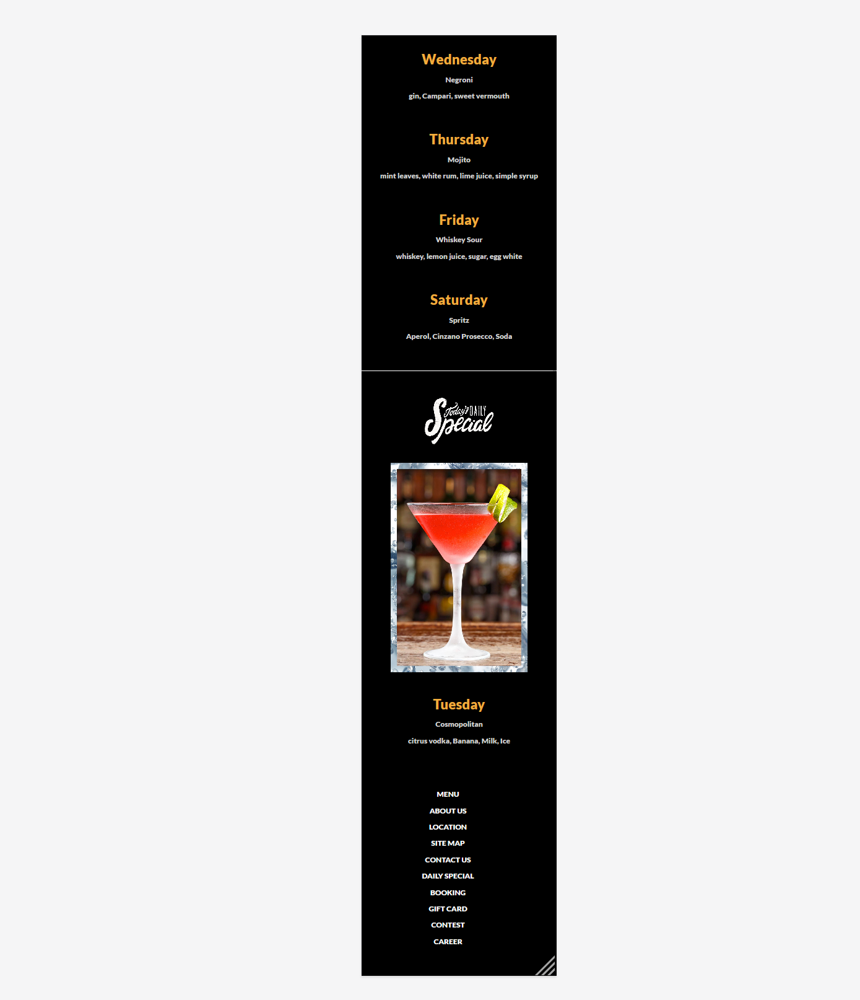 Wednesday
Negroni
gin, Campari, sweet vermouth
Thursday
Mojito
mint leaves, white rum, lime juice, simple syrup
Friday
Whiskey Sour
whiskey, lemon juice, sugar, egg white
Saturday
Spritz
Aperol, Cinzano Prosecco, Soda
Today's DAILY
Special
Tuesday
Cosmopolitan
citrus vodka, Banana, Milk, Ice
MENU
ABOUT US
LOCATION
SITE MAP
CONTACT US
DAILY SPECIAL
BOOKING
GIFT CARD
CONTEST
CAREER